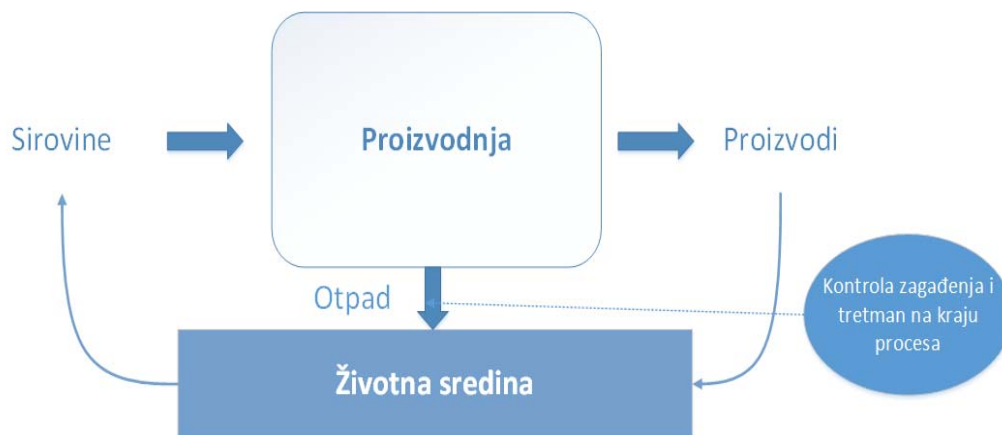 Sirovine
Proizvodnja
Proizvodi
Otpad
Kontrola zagađenja i
tretman na kraju
procesa
Životna sredina